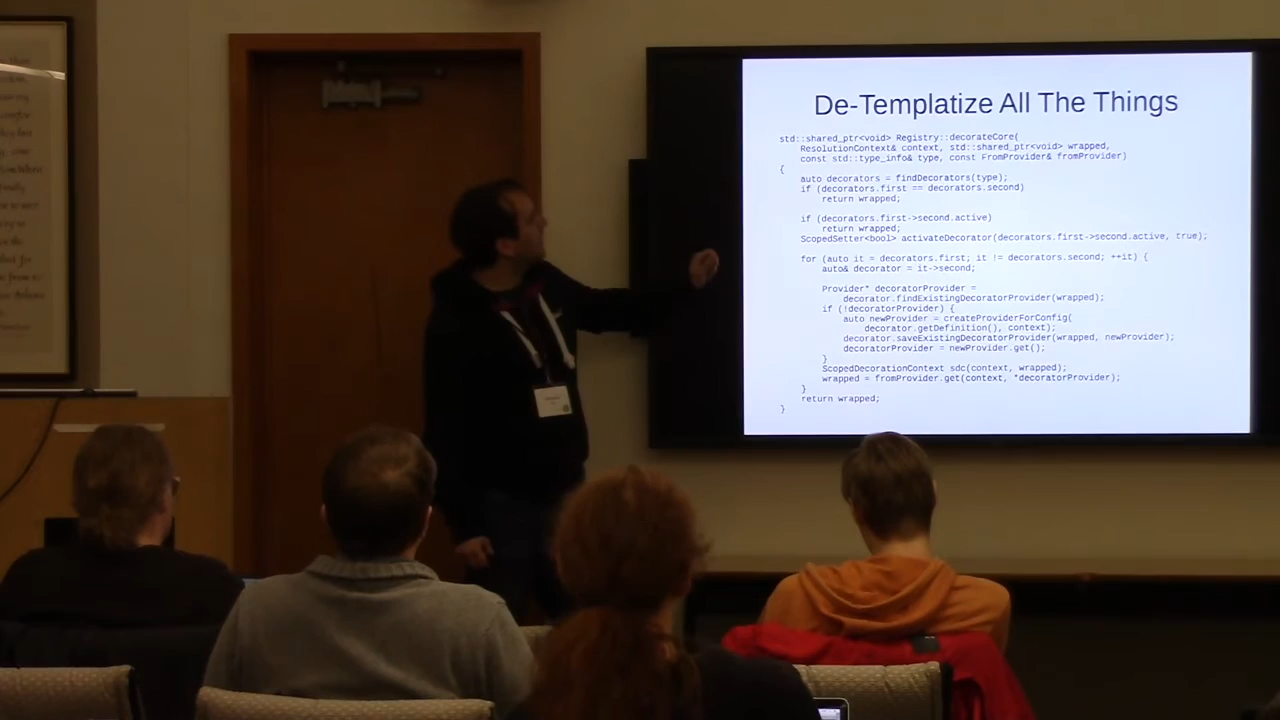 De-Templatize All The Things
std::shared_ptr<void> Registry::decorateCore(
ResolutionContext& context, std::shared_ptr<void> wrapped,
const std::type_info& type, const FromProvider& fromProvider)
{
auto decorators = findDecorators(type);
if (decorators.first == decorators.second)
return wrapped;
if (decorators.first->second.active)
return wrapped;
ScopedSetter<bool> activateDecorator(decorators.first->second.active, true);
for (auto it = decorators.first; it != decorators.second; ++it) {
auto& decorator = it->second;
Provider* decoratorProvider =
decorator.findExistingDecoratorProvider(wrapped);
if (!decoratorProvider) {
auto newProvider = createProviderForConfig(
decorator.getDefinition(), context);
decorator.saveExistingDecoratorProvider(wrapped, newProvider);
decoratorProvider = newProvider.get();
}
ScopedDecorationContext sdc(context, wrapped);
wrapped = fromProvider.get(context, *decoratorProvider);
}
return wrapped;
}